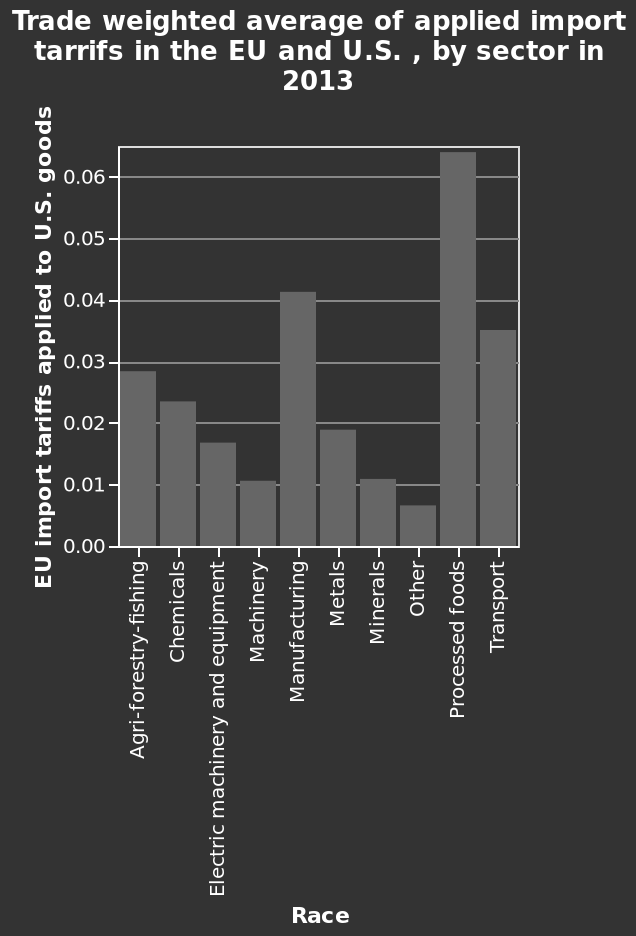 Trade weighted average of applied import
tarrifs in the EU and U.S. , by sector in
2013
EU import tariffs applied to U.S. goods
0.06
0.05
0.04
0.03
0.02
0.01
0.00
Agri-forestry-fishing
Chemicals
Electric machinery and equipment
Machinery
Manufacturing
Metals
Minerals
Other
Processed foods
Transport
Race